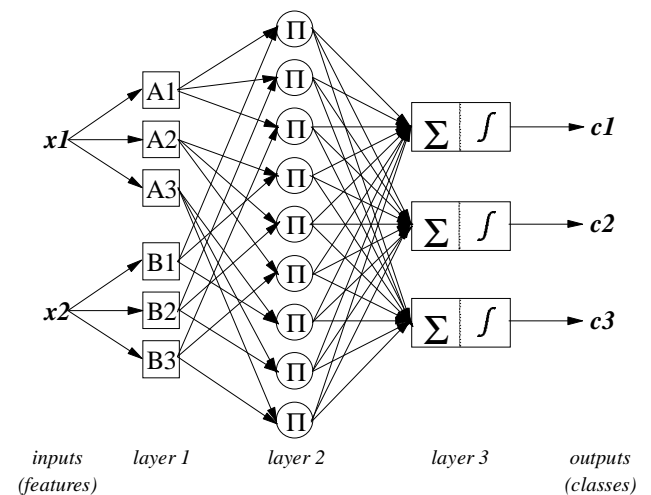 Π
Π
A1
Π
Σ ∫ c1
x1 A2
A3
Π
Π
Σ ∫ c2
B1
Π
x2 B2
Π
Σ ∫ c3
B3
Π
Π
inputs layer 1 layer 2 layer 3 outputs
(features) (classes)